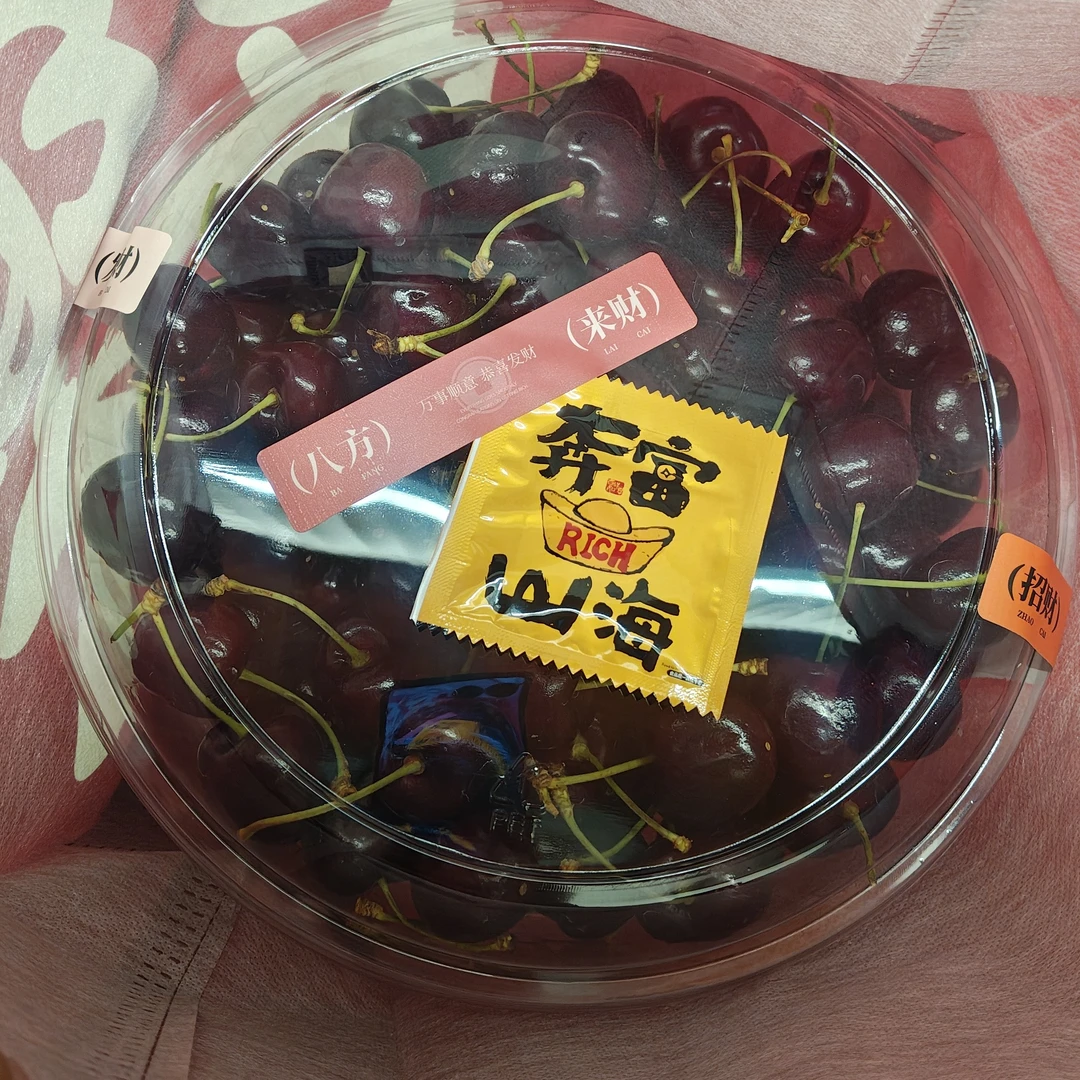 (财)
(来财)
LAI CAI
万事顺意 恭喜发财
(八方)
BA FANG
奔富
RICH
山海
(招财)
ZHAO CAI
PET